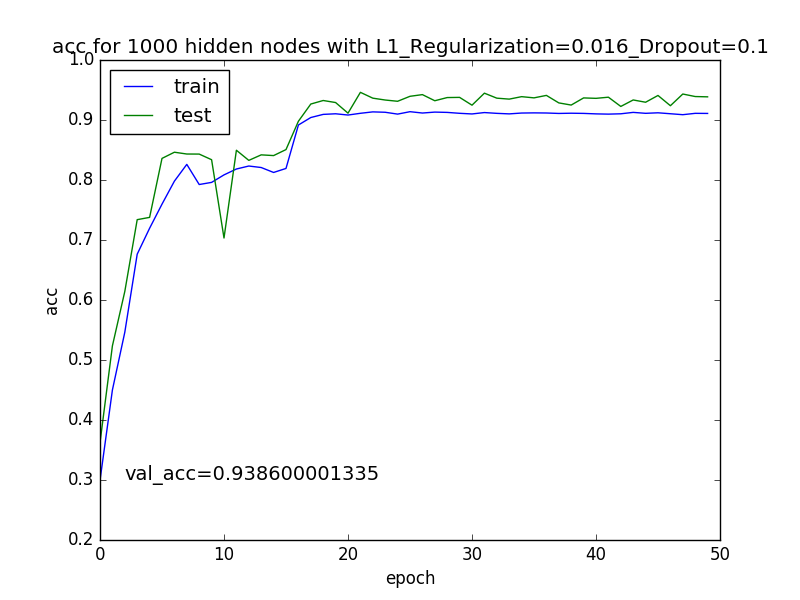 acc for 1000 hidden nodes with L1_Regularization=0.016_Dropout=0.1
1.0
train
test
0.9
0.8
0.7
0.6
acc
0.5
0.4
val_acc=0.938600001335
0.3
0.2
0 10 20 30 40 50
epoch